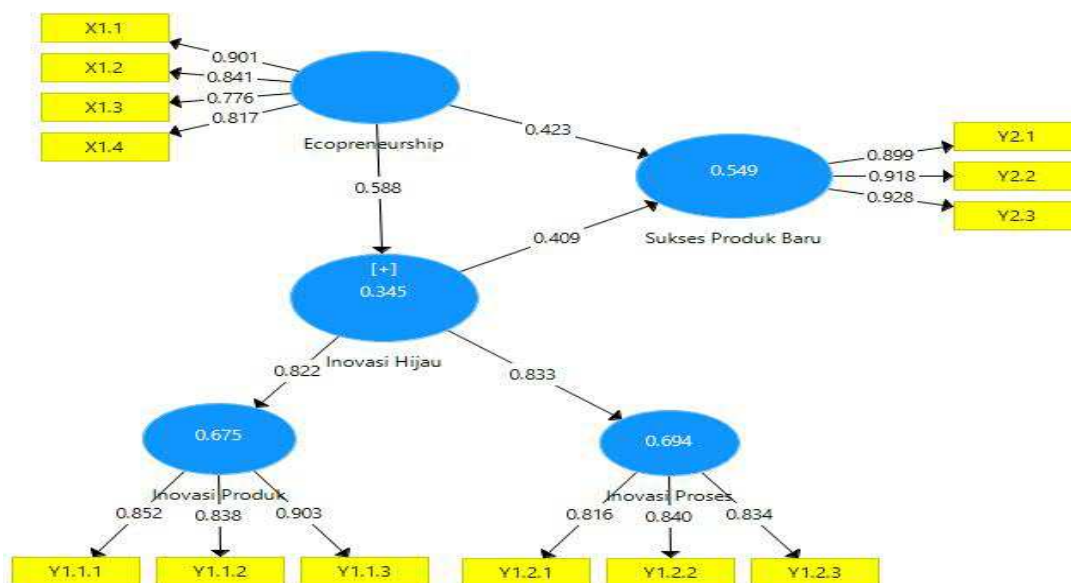 X1.1
0.901
X1.2
0.841
X1.3
0.776
X1.4
0.817
Ecopreneurship
0.423
0.588
0.549
Sukses Produk Baru
0.899
Y2.1
0.918
Y2.2
0.928
Y2.3
0.409
[+]
0.345
Inovasi Hijau
0.822
0.833
0.675
Inovasi Produk
0.694
Inovasi Proses
0.852
0.838
0.903
0.816
0.840
0.834
Y1.1.1
Y1.1.2
Y1.1.3
Y1.2.1
Y1.2.2
Y1.2.3